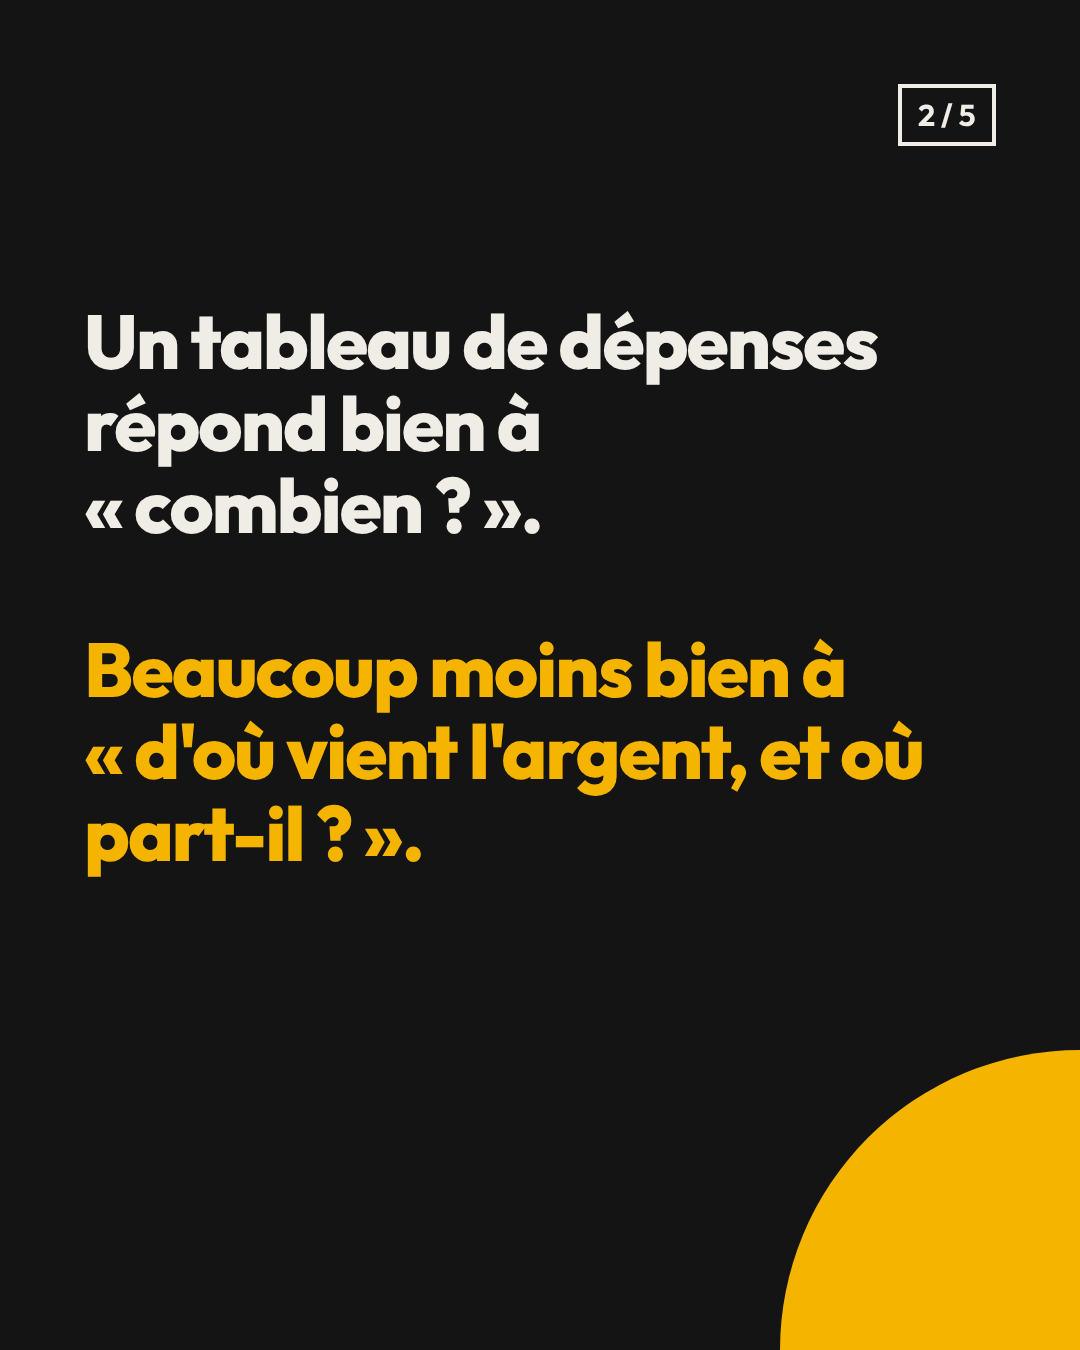 2 / 5
Un tableau de dépenses
répond bien à
« combien ? ».
Beaucoup moins bien à
« d'où vient l'argent, et où
part-il ? ».